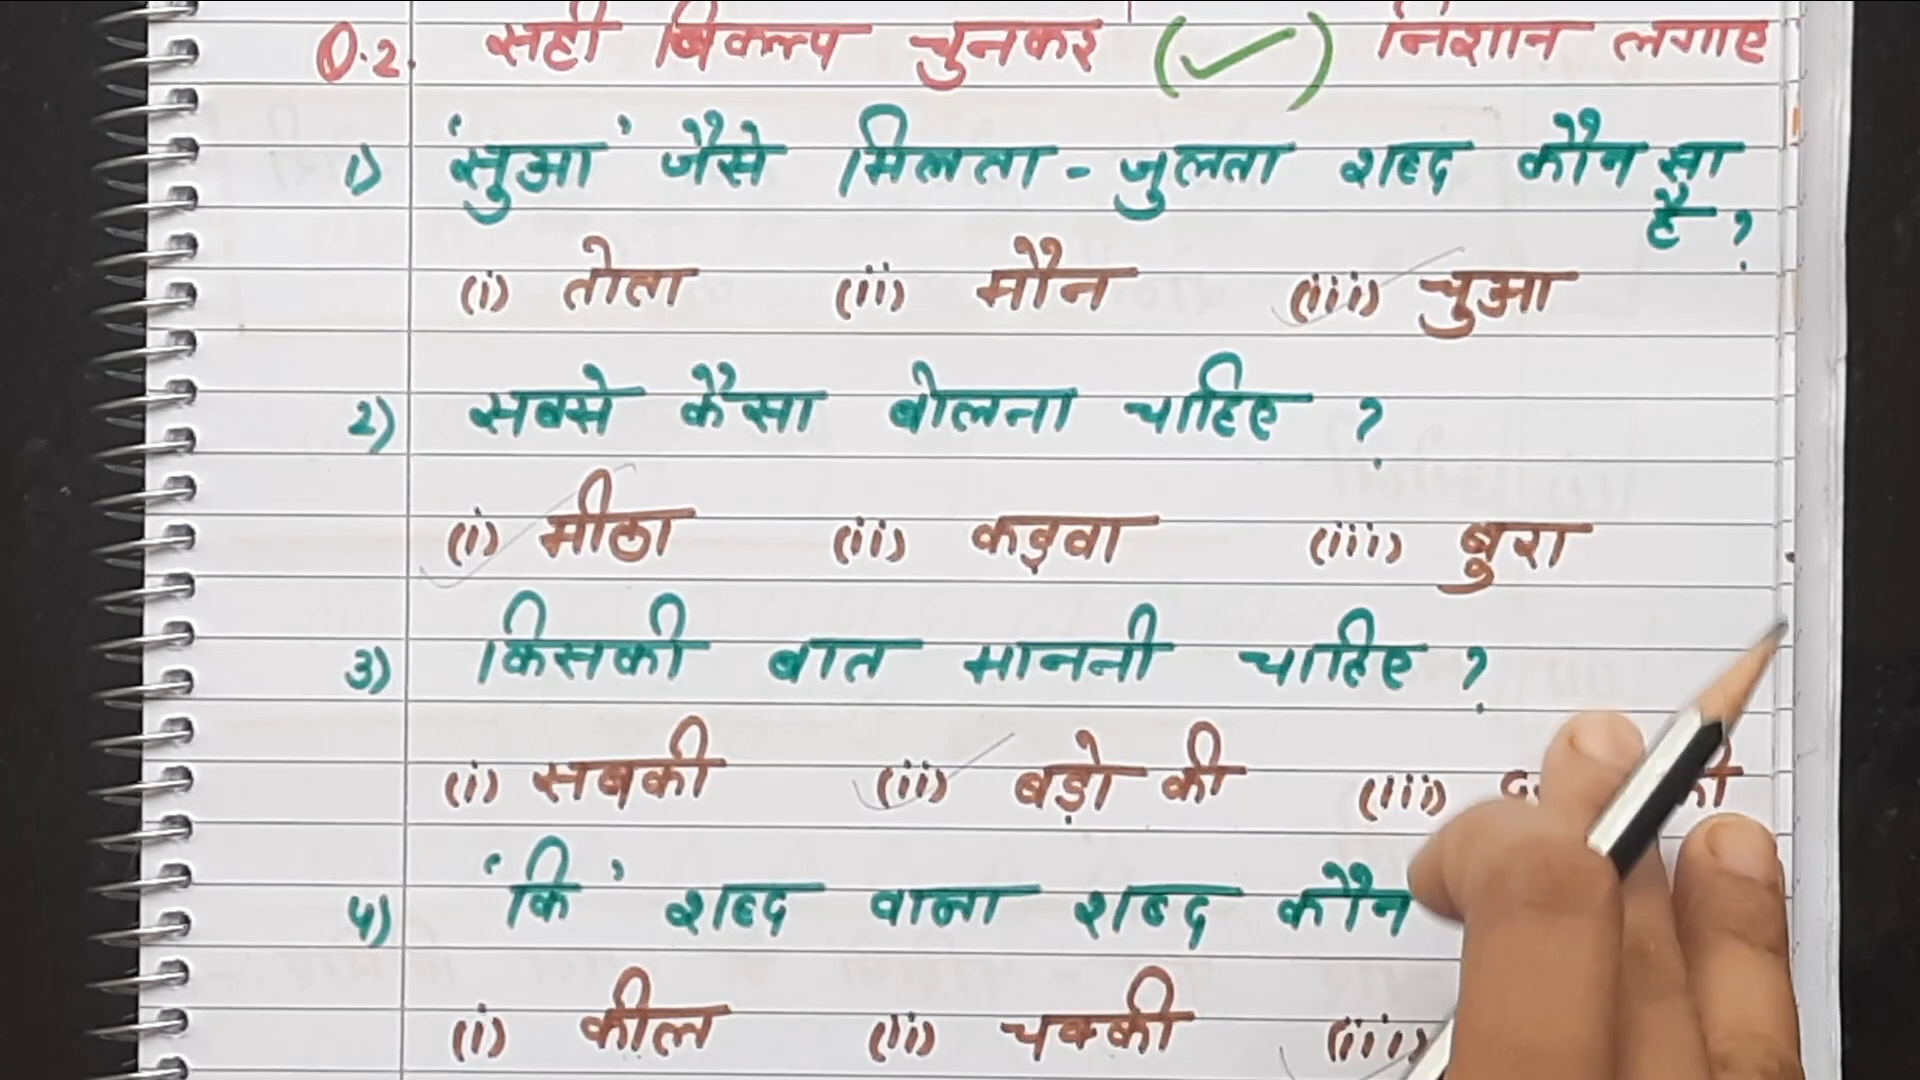 Q.2. सही बिकल्प चुनकर (✓) निशान लगाए
1) 'सुआ' जैसे मिलता - जुलता शब्द कौन सा
है ?
(i) तोता (ii) मौन (iii) चुआ
2) सबसे कैसा बोलना चाहिए ?
(i) मीठा (ii) कड़वा (iii) बुरा
3) किसकी बात माननी चाहिए ?
(i) सबकी (ii) बड़ो की (iii) की
4) 'कि' शब्द वाला शब्द कौन
(i) कील (ii) चक्की (iii)